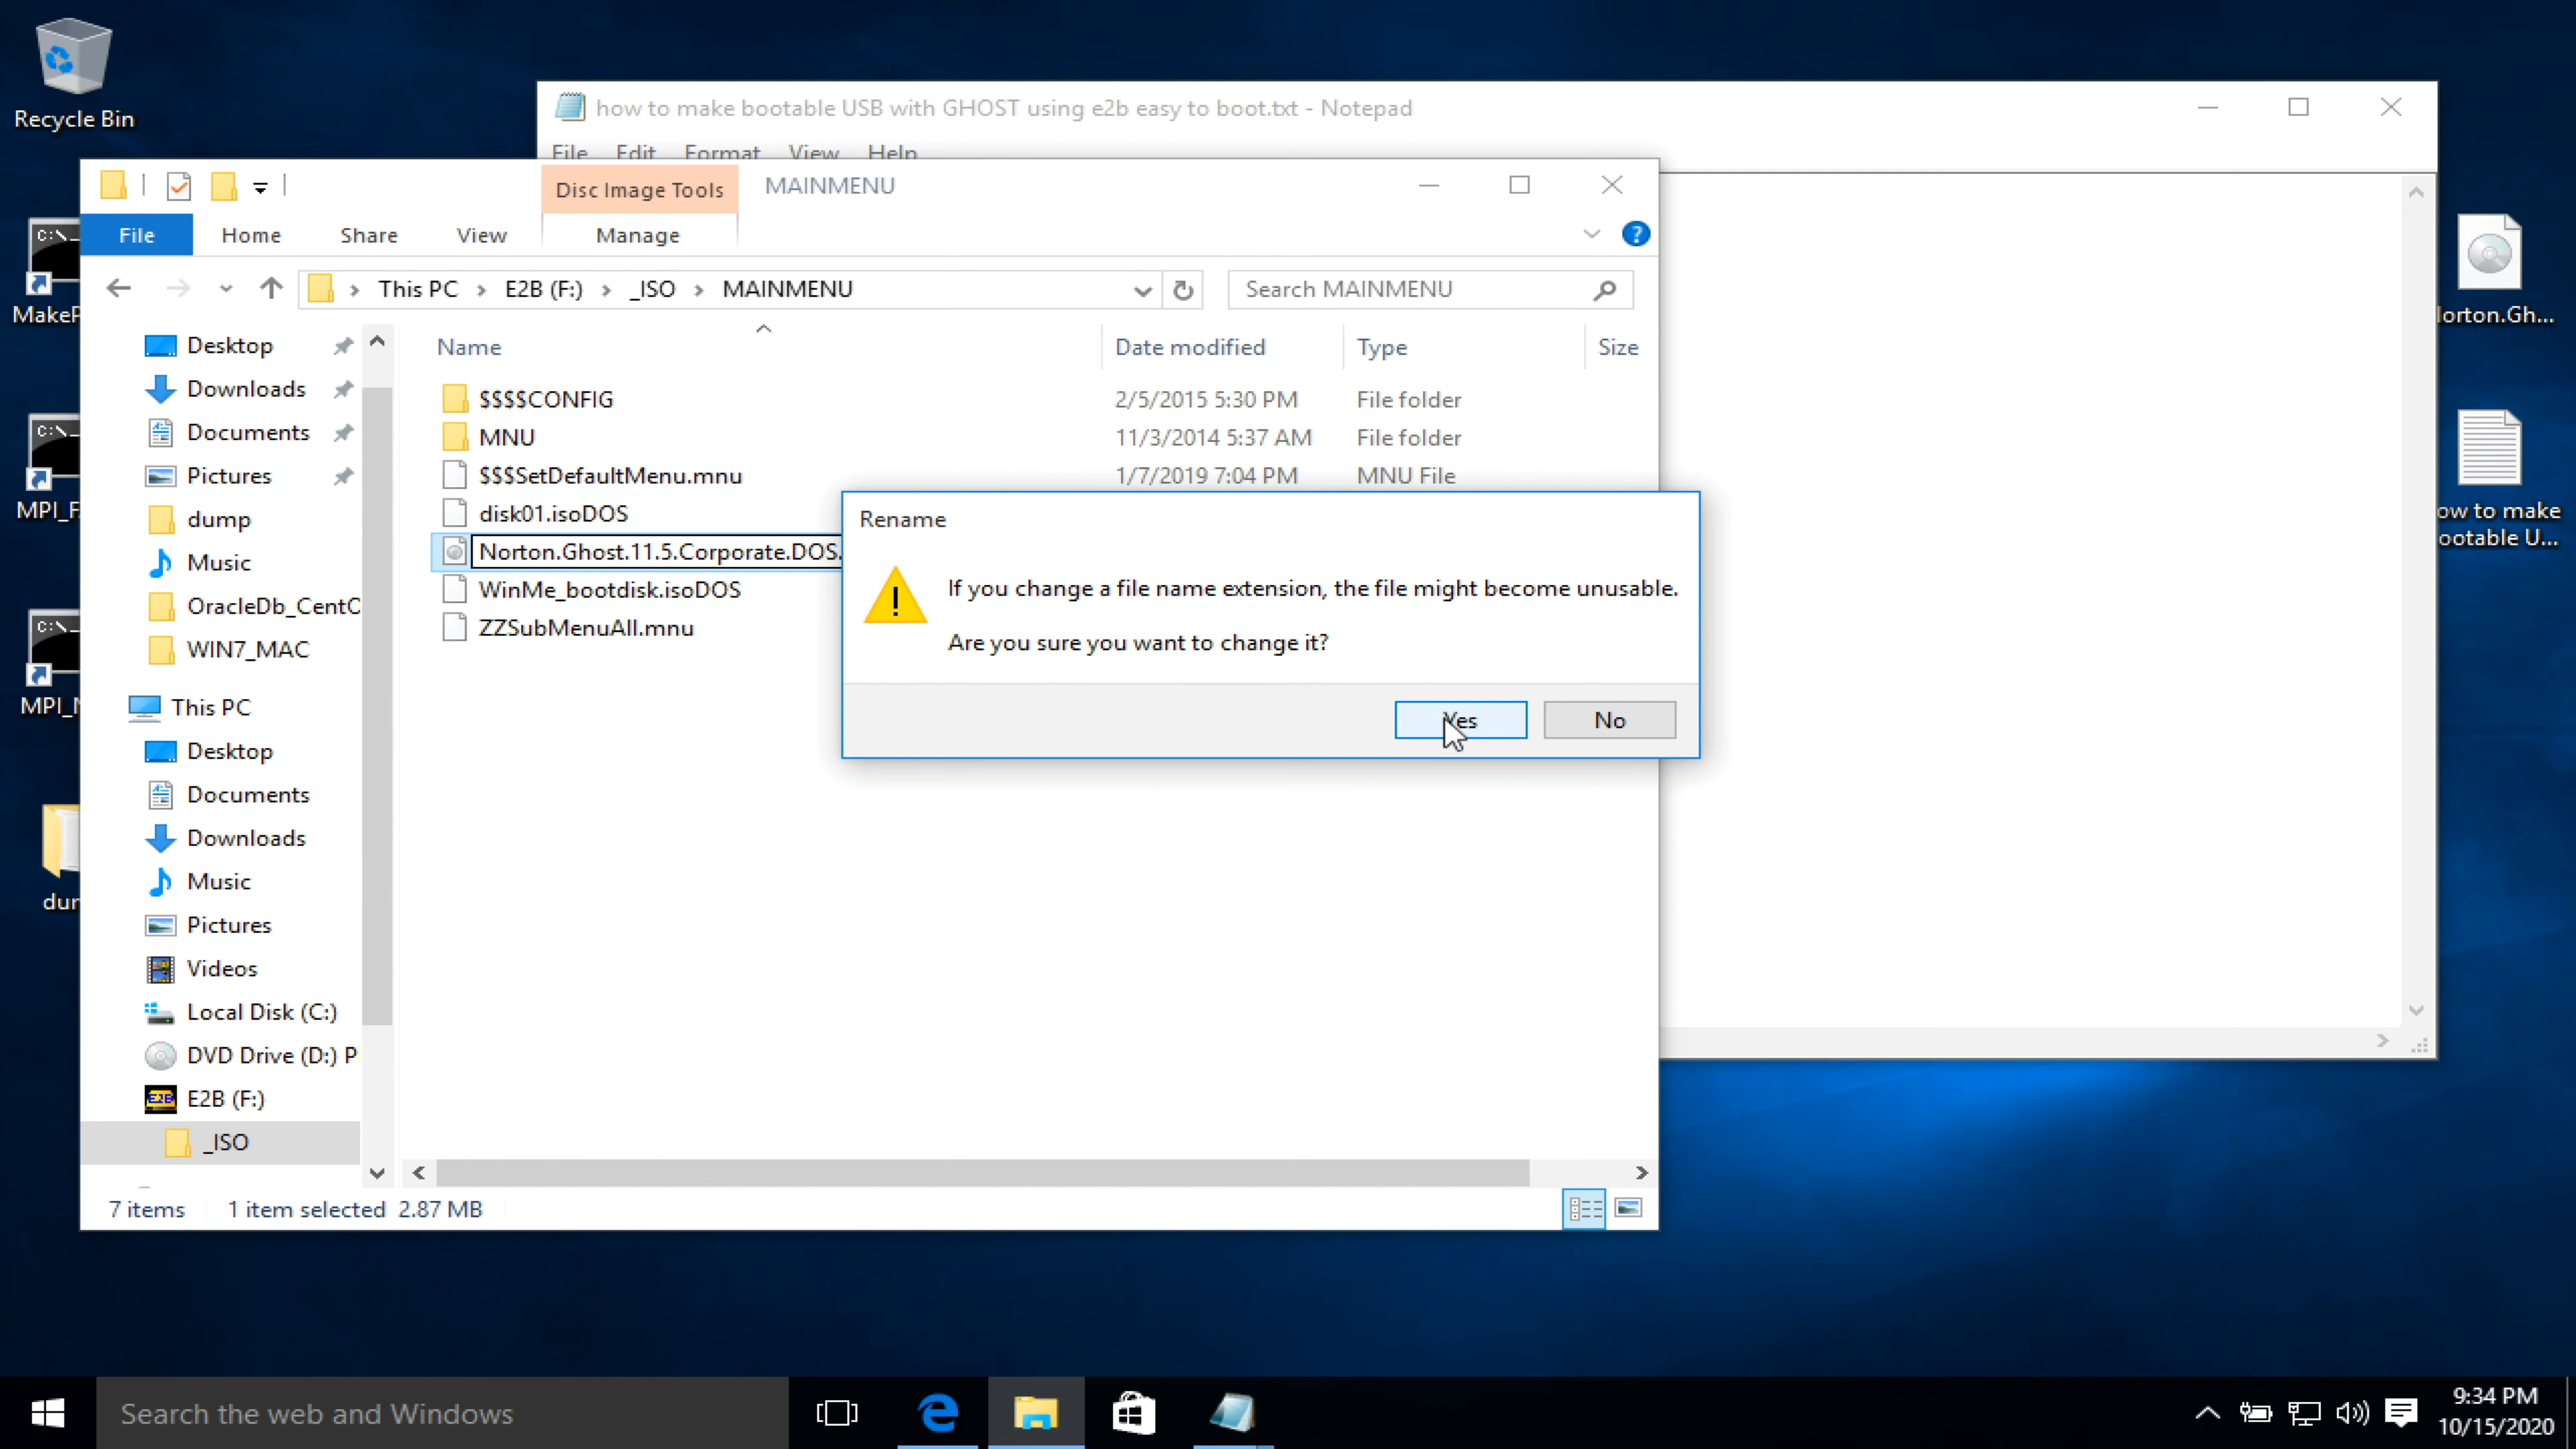 Recycle Bin
how to make bootable USB with GHOST using e2b easy to boot.txt - Notepad
File Edit Format View Help
Disc Image Tools MAINMENU
File Home Share View Manage
This PC > E2B (F:) > _ISO > MAINMENU
Search MAINMENU
Name Date modified Type Size
$$$$CONFIG 2/5/2015 5:30 PM File folder
MNU 11/3/2014 5:37 AM File folder
$$$SetDefaultMenu.mnu 1/7/2019 7:04 PM MNU File
disk01.isoDOS
Norton.Ghost.11.5.Corporate.DOS.
WinMe_bootdisk.isoDOS
ZZSubMenuAll.mnu
Rename
If you change a file name extension, the file might become unusable.
Are you sure you want to change it?
Yes No
Desktop
Downloads
Documents
Pictures
dump
Music
OracleDb_CentO
WIN7_MAC
This PC
Desktop
Documents
Downloads
Music
Pictures
Videos
Local Disk (C:)
DVD Drive (D:) P
E2B (F:)
_ISO
7 items 1 item selected 2.87 MB
C:\_
MakeP
C:\_
MPI_F
C:\_
MPI_
orton.Gh...
ow to make
ootable U...
Search the web and Windows
9:34 PM
10/15/2020